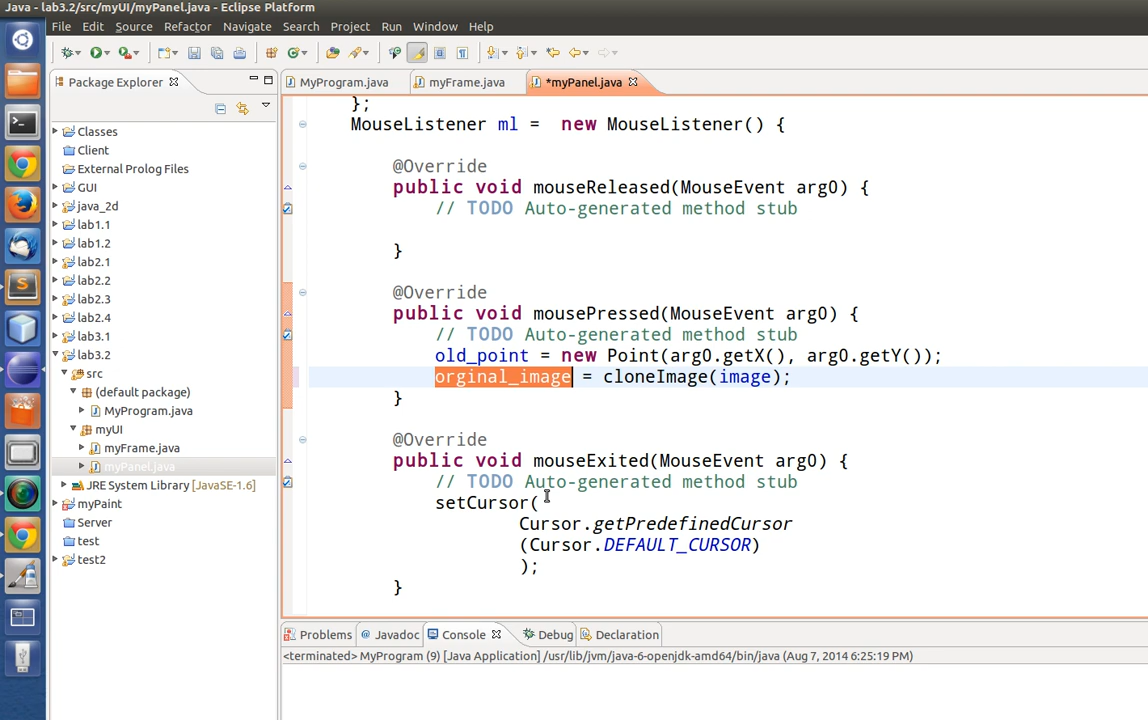 Java - lab3.2/src/myUI/myPanel.java - Eclipse Platform
File Edit Source Refactor Navigate Search Project Run Window Help
Package Explorer
MyProgram.java myFrame.java *myPanel.java
Classes
Client
External Prolog Files
GUI
java_2d
lab1.1
lab1.2
lab2.1
lab2.2
lab2.3
lab2.4
lab3.1
lab3.2
src
(default package)
MyProgram.java
myUI
myFrame.java
myPanel.java
JRE System Library [JavaSE-1.6]
myPaint
Server
test
test2
};
MouseListener ml =  new MouseListener() {
@Override
public void mouseReleased(MouseEvent arg0) {
// TODO Auto-generated method stub
}
@Override
public void mousePressed(MouseEvent arg0) {
// TODO Auto-generated method stub
old_point = new Point(arg0.getX(), arg0.getY());
orginal_image = cloneImage(image);
}
@Override
public void mouseExited(MouseEvent arg0) {
// TODO Auto-generated method stub
setCursor(
Cursor.getPredefinedCursor
(Cursor.DEFAULT_CURSOR)
);
}
Problems @ Javadoc Console Debug Declaration
<terminated> MyProgram (9) [Java Application] /usr/lib/jvm/java-6-openjdk-amd64/bin/java (Aug 7, 2014 6:25:19 PM)